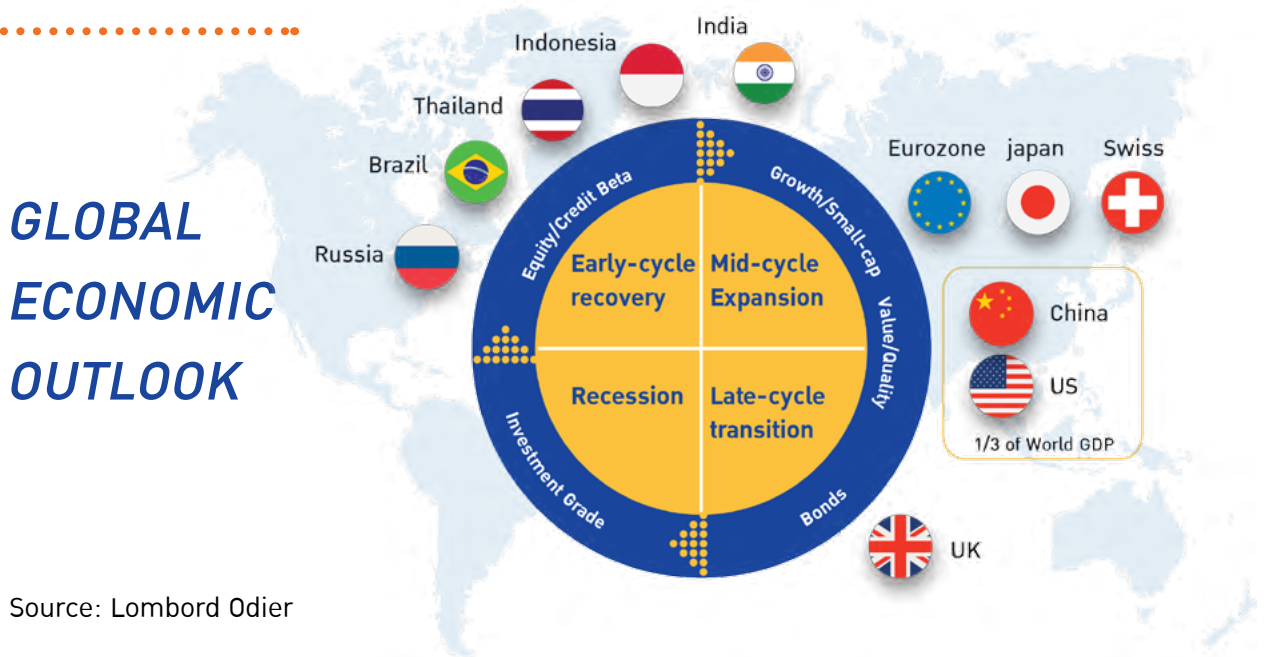 GLOBAL
ECONOMIC
OUTLOOK
Source: Lombord Odier
India
Indonesia
Thailand
Brazil
Russia
Eurozone
japan
Swiss
China
US
1/3 of World GDP
UK
Equity/Credit Beta
Growth/Small-cap
Value/Quality
Bonds
Investment Grade
Early-cycle
recovery
Mid-cycle
Expansion
Recession
Late-cycle
transition